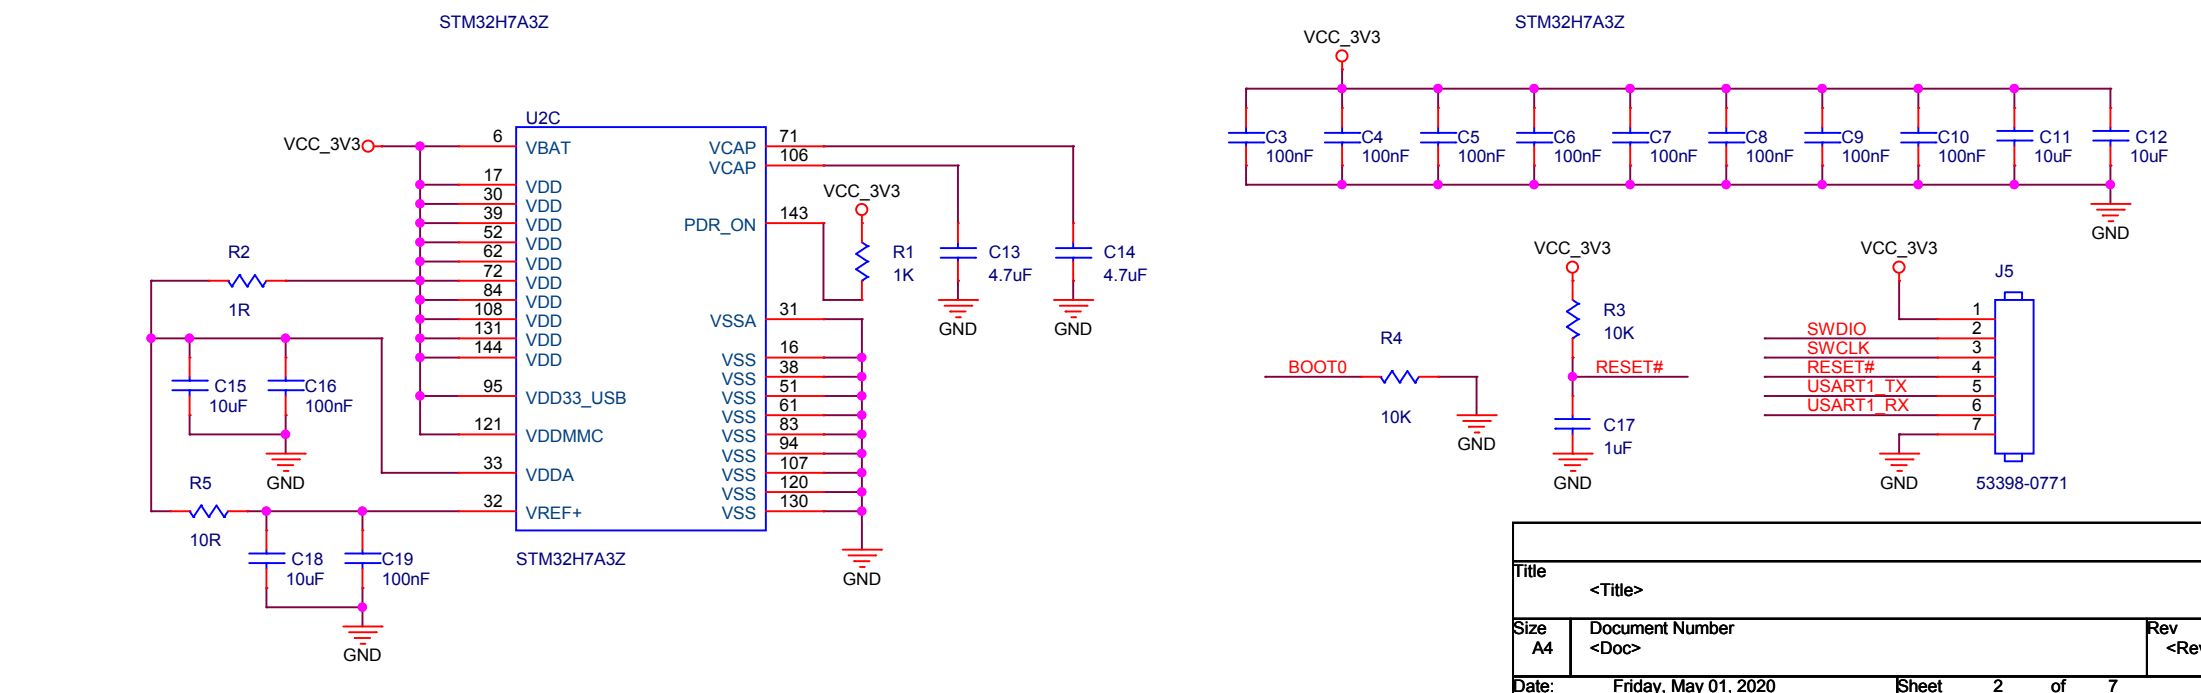 STM32H7A3Z
STM32H7A3Z
VCC_3V3
C3
100nF
C4
100nF
C5
100nF
C6
100nF
C7
100nF
C8
100nF
C9
100nF
C10
100nF
C11
10uF
C12
10uF
GND
U2C
VCC_3V3
6 VBAT
17 VDD
30 VDD
39 VDD
52 VDD
62 VDD
72 VDD
84 VDD
108 VDD
131 VDD
144 VDD
95 VDD33_USB
121 VDDMMC
33 VDDA
32 VREF+
VCAP 71
VCAP 106
PDR_ON 143
VSSA 31
VSS 16
VSS 38
VSS 51
VSS 61
VSS 83
VSS 94
VSS 107
VSS 120
VSS 130
STM32H7A3Z
GND
VCC_3V3
R1
1K
C13
4.7uF
GND
C14
4.7uF
GND
R2
1R
C15
10uF
C16
100nF
GND
R5
10R
C18
10uF
C19
100nF
GND
BOOT0
R4
10K
GND
VCC_3V3
R3
10K
RESET#
C17
1uF
GND
VCC_3V3
J5
1
SWDIO 2
SWCLK 3
RESET# 4
USART1_TX 5
USART1_RX 6
7
GND
53398-0771
Title
<Title>
Size Document Number Rev
A4 <Doc> <Rev
Date: Friday, May 01, 2020 Sheet 2 of 7